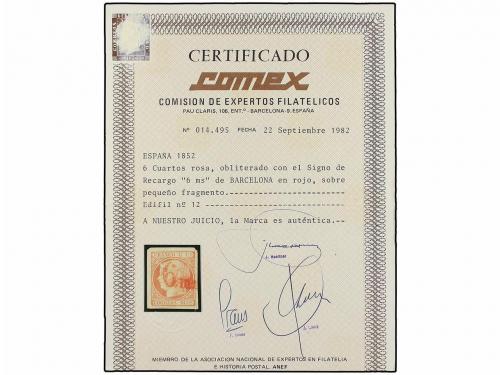 CERTIFICADO
comex
COMISION DE EXPERTOS FILATELICOS
PAU CLARIS, 106, ENT.º - BARCELONA-9. ESPAÑA
Nº 014.495 FECHA 22 Septiembre 1982
ESPAÑA 1852
6 Cuartos rosa, obliterado con el Signo de
Recargo "6 ms" de BARCELONA en rojo, sobre
pequeño fragmento.
Edifil nº 12
A NUESTRO JUICIO, la Marca es auténtica.
MIEMBRO DE LA ASOCIACION NACIONAL DE EXPERTOS EN FILATELIA
E HISTORIA POSTAL. ANEF